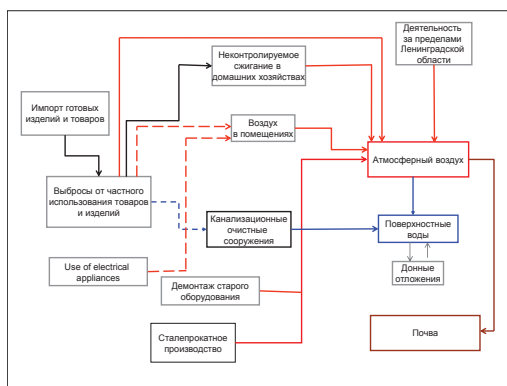 Деятельность
за пределами
Ленинградской
области
Неконтролируемое
сжигание в
домашних хозяйствах
Импорт готовых
изделий и товаров
Воздух
в помещениях
Атмосферный воздух
Выбросы от частного
использования товаров
и изделий
Канализационные
очистные
сооружения
Поверхностные
воды
Use of electrical
appliances
Донные
отложения
Демонтаж старого
оборудования
Сталепрокатное
производство
Почва